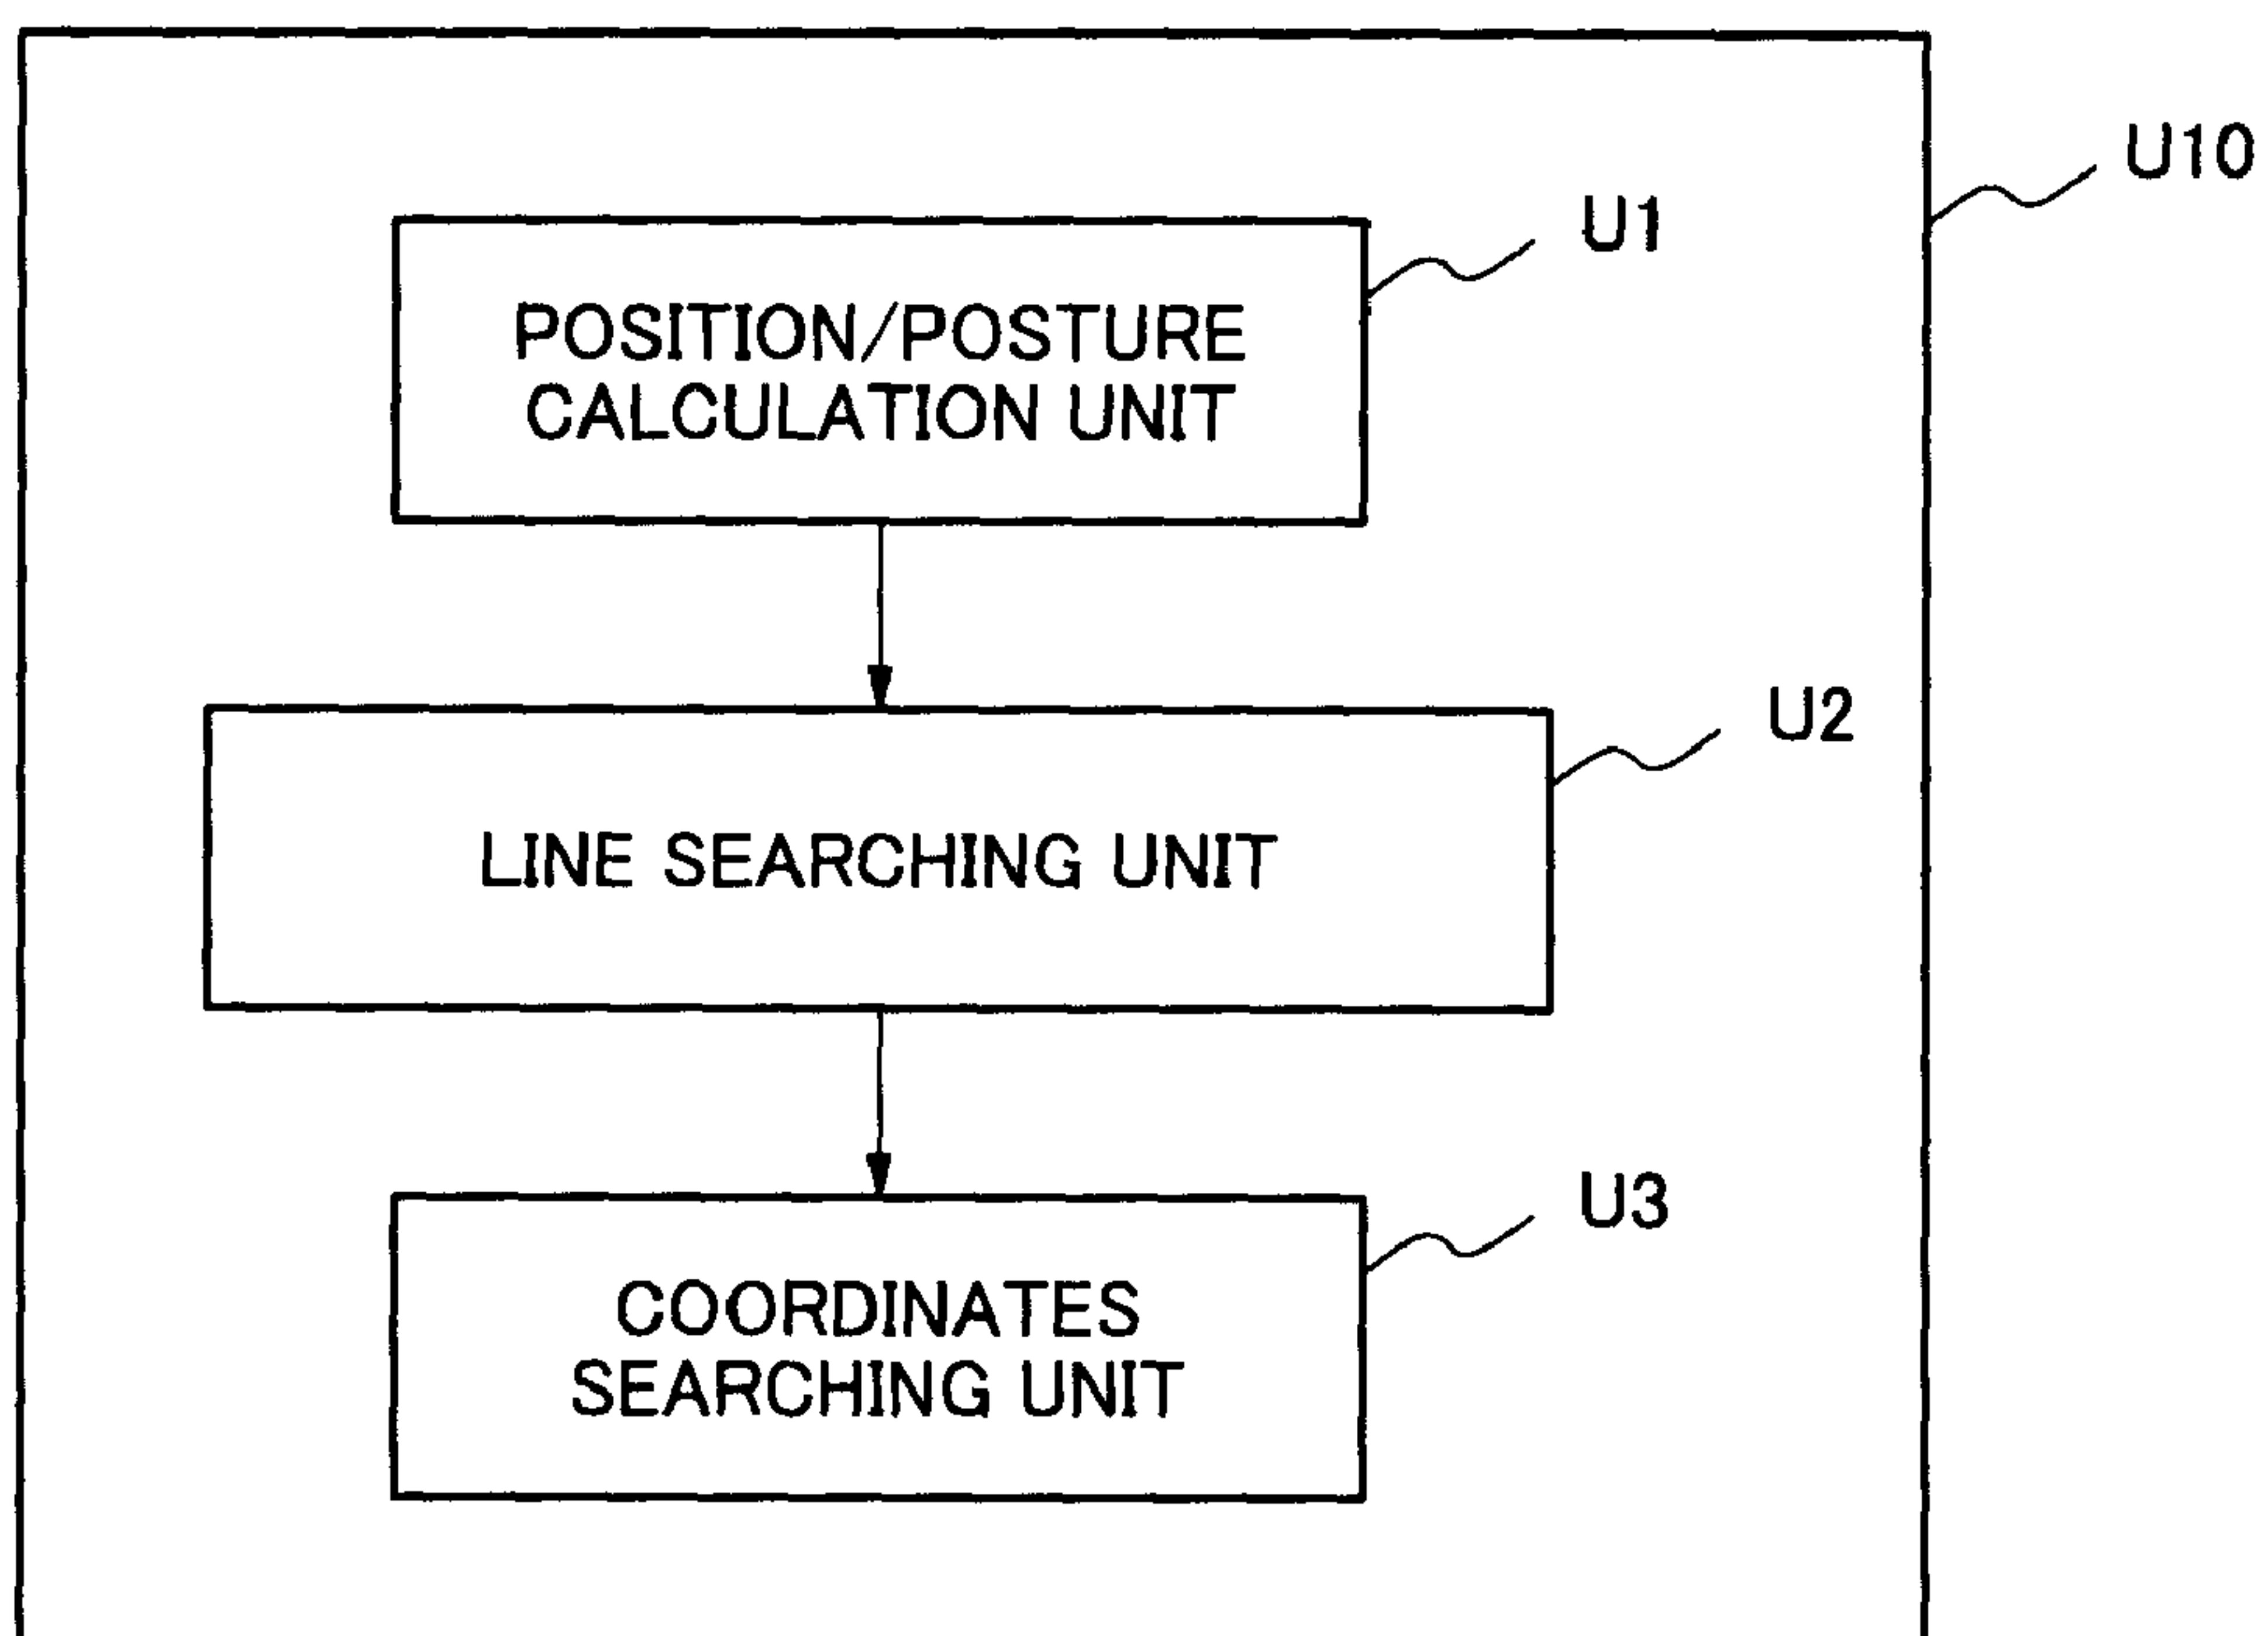 U10
U1
POSITION/POSTURE
CALCULATION UNIT
U2
LINE SEARCHING UNIT
U3
COORDINATES
SEARCHING UNIT